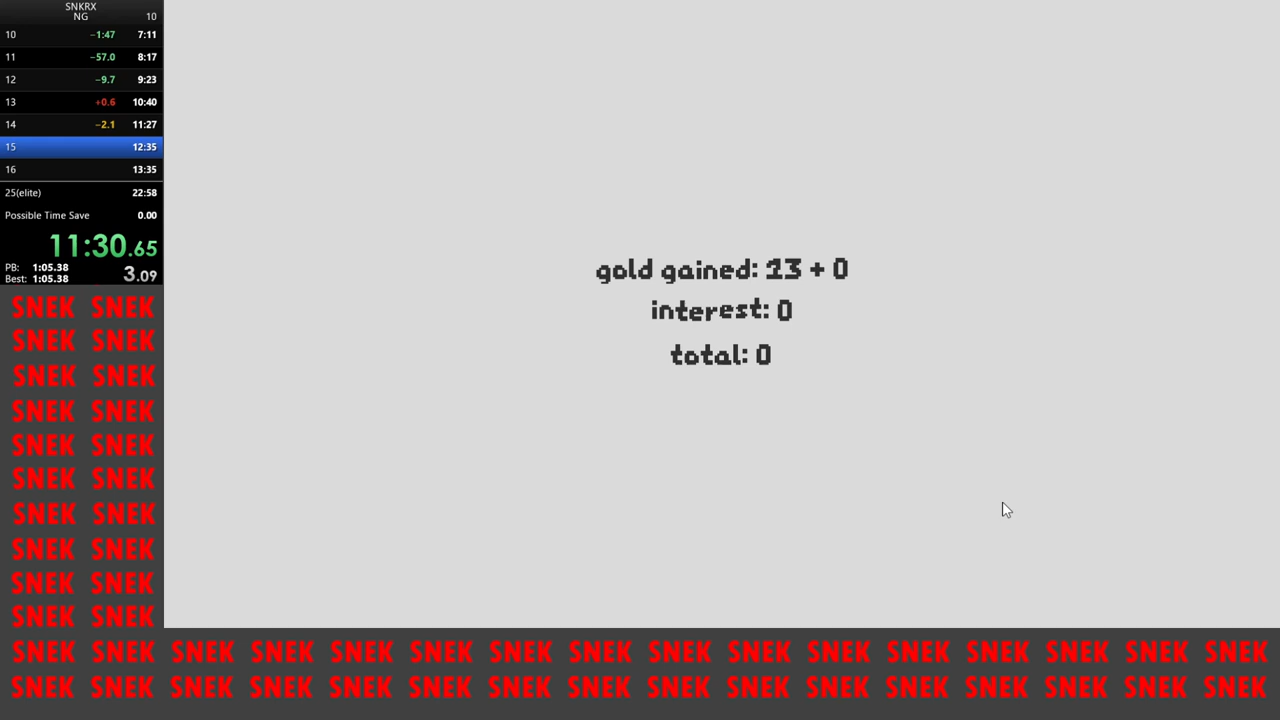 SNKRX
NG 10
10 −1:47 7:11
11 −57.0 8:17
12 −9.7 9:23
13 +0.6 10:40
14 −2.1 11:27
15 12:35
16 13:35
25(elite) 22:58
Possible Time Save 0.00
11:30.65
PB: 1:05.38 3.09
Best: 1:05.38
gold gained: 13 + 0
interest: 0
total: 0
SNEK SNEK
SNEK SNEK
SNEK SNEK
SNEK SNEK
SNEK SNEK
SNEK SNEK
SNEK SNEK
SNEK SNEK
SNEK SNEK
SNEK SNEK
SNEK SNEK SNEK SNEK SNEK SNEK SNEK SNEK SNEK SNEK SNEK SNEK SNEK SNEK SNEK SNEK
SNEK SNEK SNEK SNEK SNEK SNEK SNEK SNEK SNEK SNEK SNEK SNEK SNEK SNEK SNEK SNEK